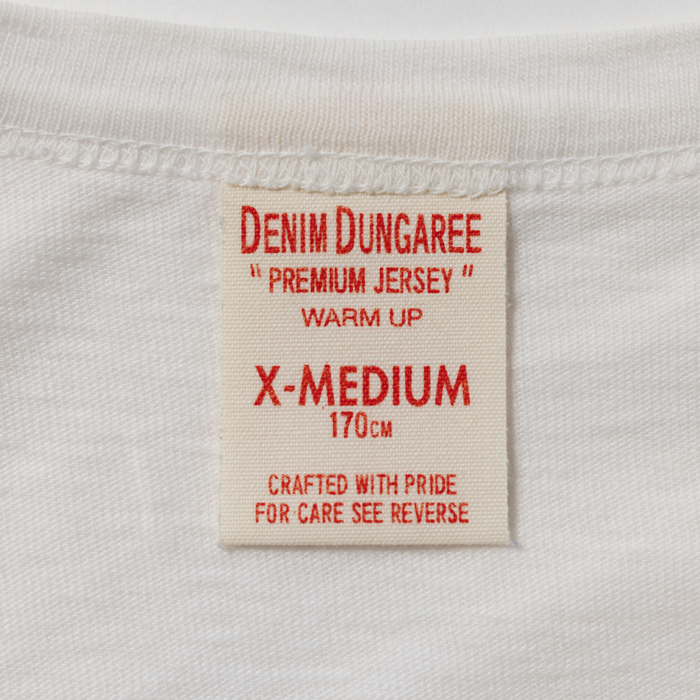 DENIM DUNGAREE
" PREMIUM JERSEY "
WARM UP
X-MEDIUM
170CM
CRAFTED WITH PRIDE
FOR CARE SEE REVERSE